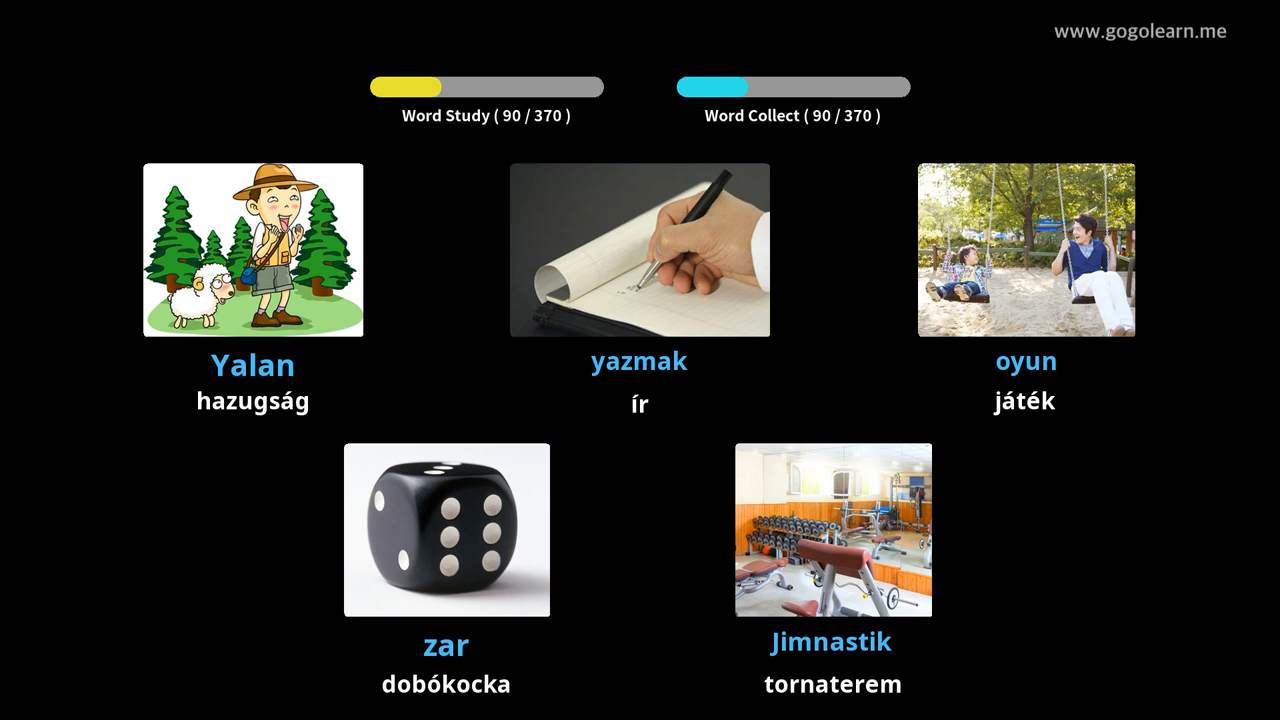 www.gogolearn.me
Word Study ( 90 / 370 )
Word Collect ( 90 / 370 )
Yalan
hazugság
yazmak
ír
oyun
játék
zar
dobókocka
Jimnastik
tornaterem